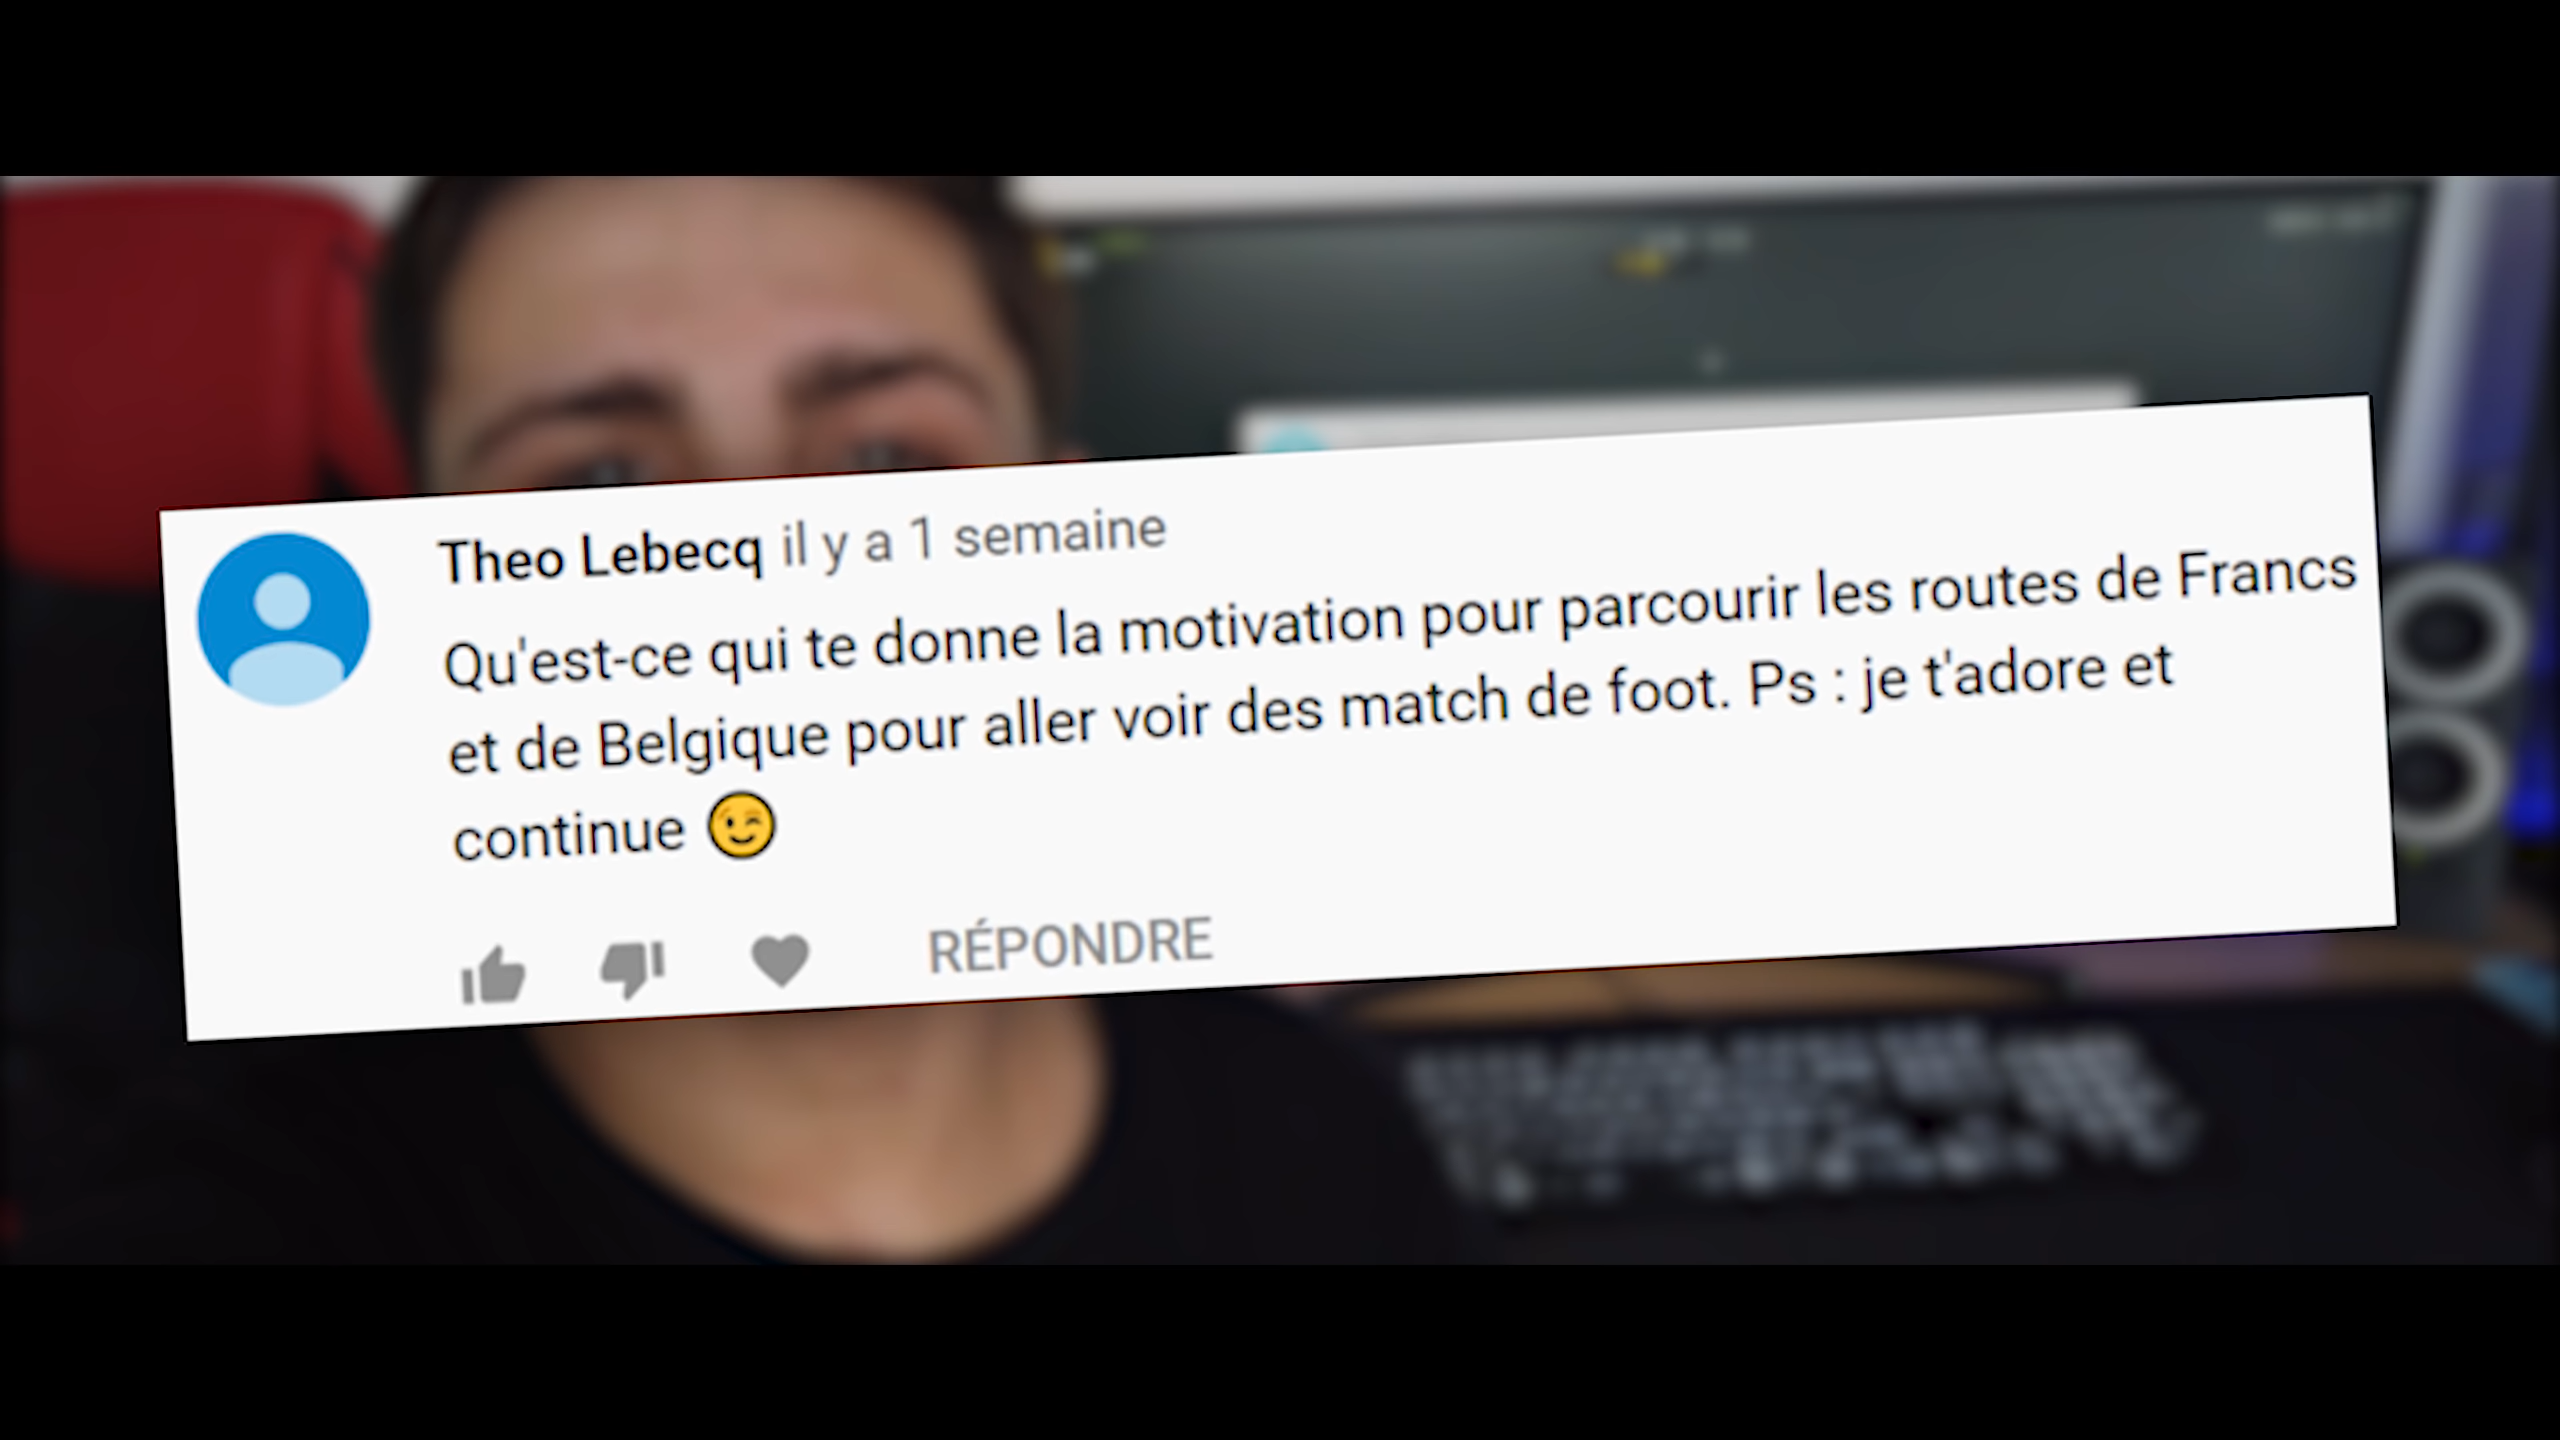 Theo Lebecq il y a 1 semaine
Qu'est-ce qui te donne la motivation pour parcourir les routes de Francs
et de Belgique pour aller voir des match de foot. Ps : je t'adore et
continue 😉
RÉPONDRE